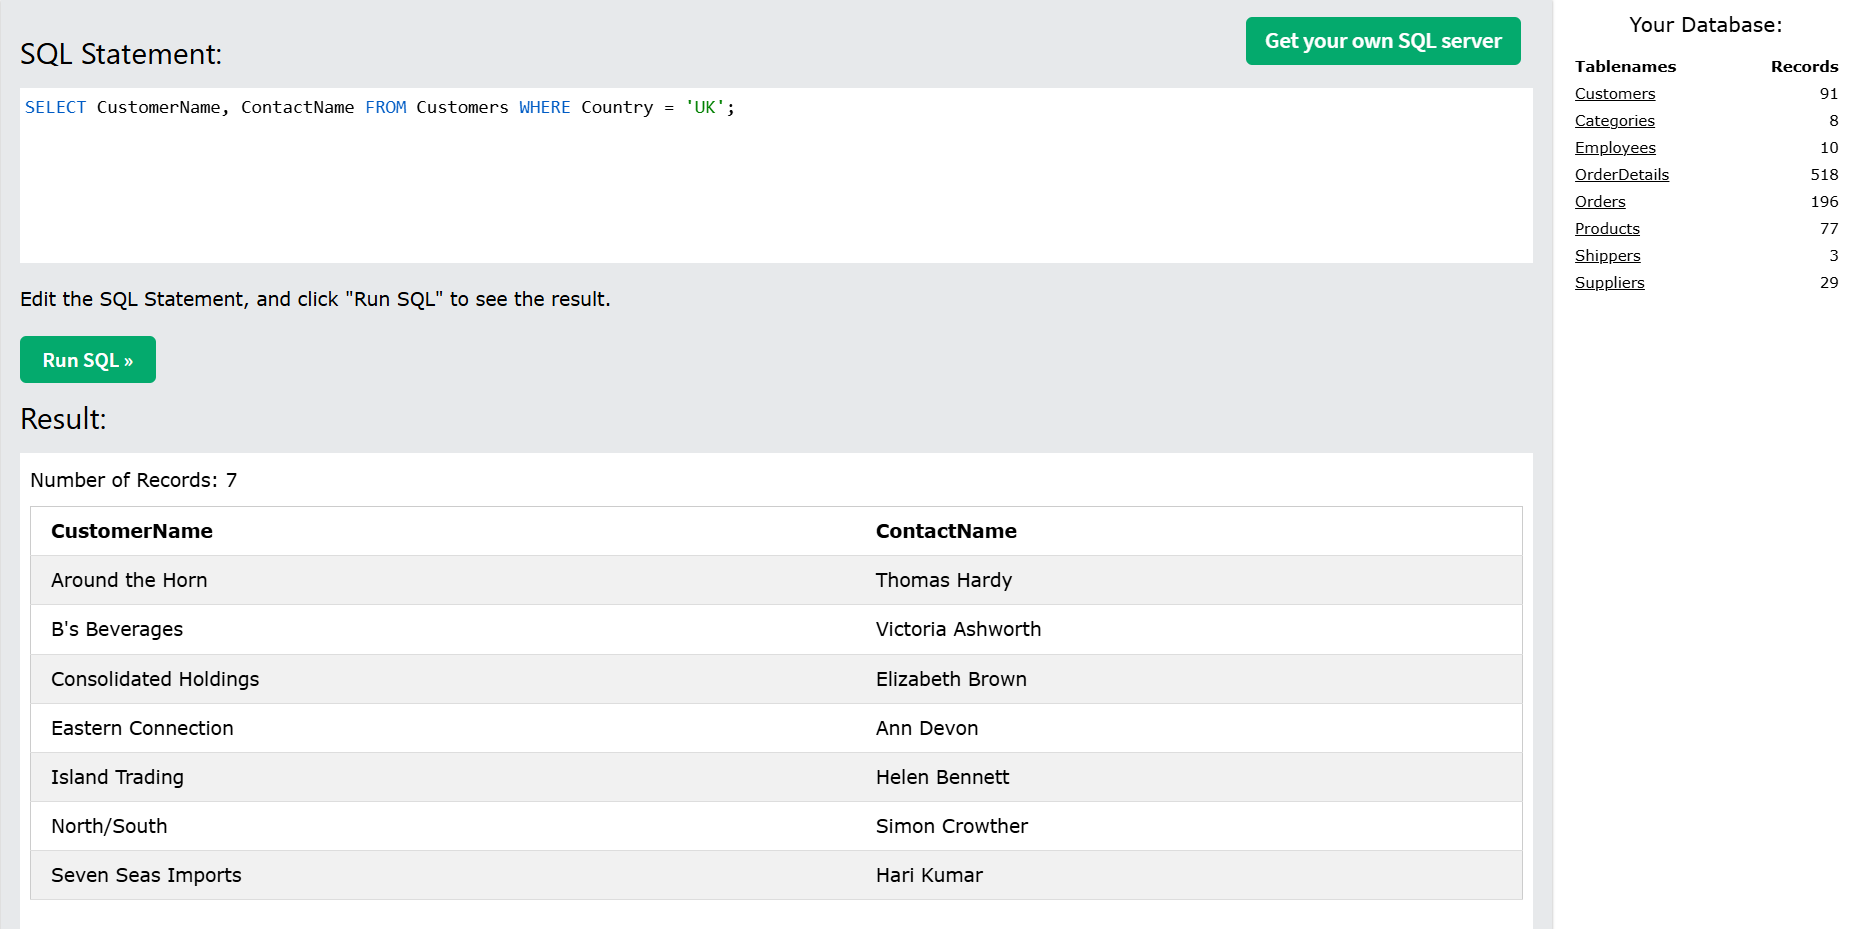 SQL Statement:
Get your own SQL server
SELECT CustomerName, ContactName FROM Customers WHERE Country = 'UK';
Edit the SQL Statement, and click "Run SQL" to see the result.
Run SQL »
Result:
Number of Records: 7
CustomerName ContactName
Around the Horn Thomas Hardy
B's Beverages Victoria Ashworth
Consolidated Holdings Elizabeth Brown
Eastern Connection Ann Devon
Island Trading Helen Bennett
North/South Simon Crowther
Seven Seas Imports Hari Kumar
Your Database:
Tablenames Records
Customers 91
Categories 8
Employees 10
OrderDetails 518
Orders 196
Products 77
Shippers 3
Suppliers 29